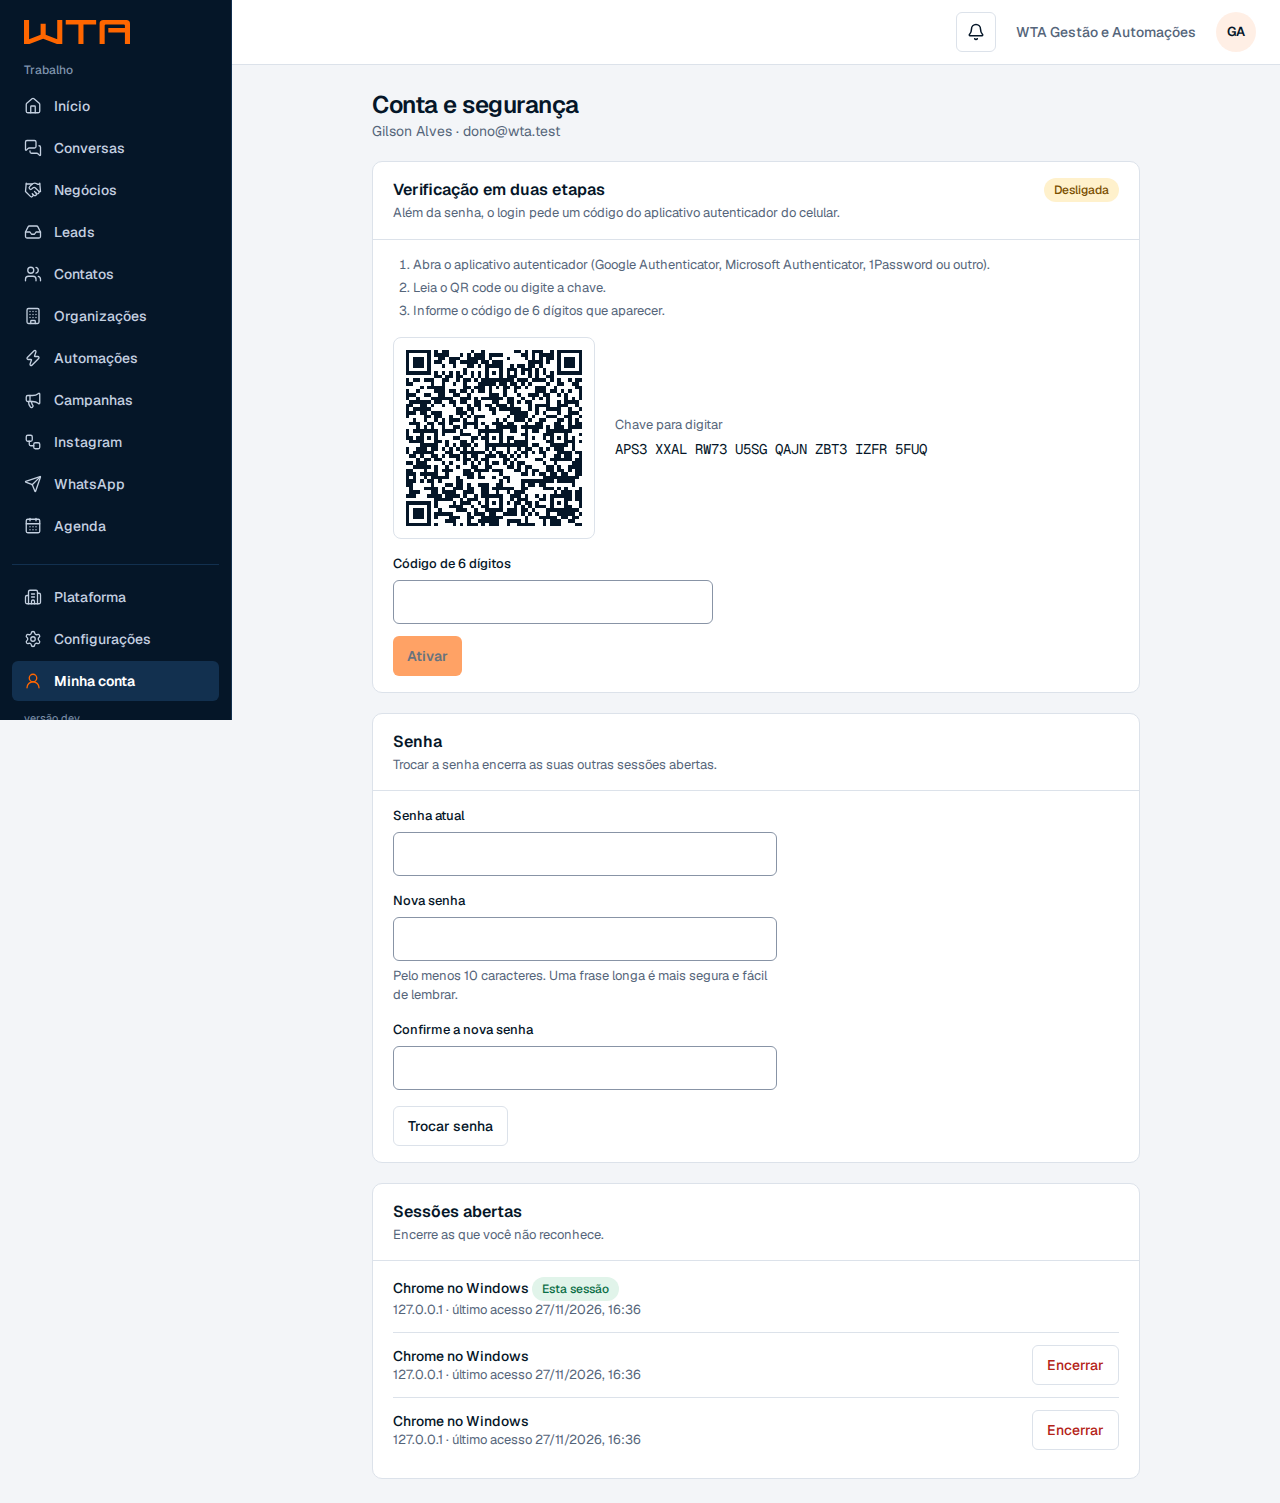 WTA
WTA Gestão e Automações
GA
Trabalho
Início
Conversas
Negócios
Leads
Contatos
Organizações
Automações
Campanhas
Instagram
WhatsApp
Agenda
Plataforma
Configurações
Minha conta
versão dev
Conta e segurança
Gilson Alves · dono@wta.test
Verificação em duas etapas
Desligada
Além da senha, o login pede um código do aplicativo autenticador do celular.
1. Abra o aplicativo autenticador (Google Authenticator, Microsoft Authenticator, 1Password ou outro).
2. Leia o QR code ou digite a chave.
3. Informe o código de 6 dígitos que aparecer.
Chave para digitar
APS3 XXAL RW73 U5SG QAJN ZBT3 IZFR 5FUQ
Código de 6 dígitos
Ativar
Senha
Trocar a senha encerra as suas outras sessões abertas.
Senha atual
Nova senha
Pelo menos 10 caracteres. Uma frase longa é mais segura e fácil
de lembrar.
Confirme a nova senha
Trocar senha
Sessões abertas
Encerre as que você não reconhece.
Chrome no Windows Esta sessão
127.0.0.1 · último acesso 27/11/2026, 16:36
Chrome no Windows
127.0.0.1 · último acesso 27/11/2026, 16:36
Encerrar
Chrome no Windows
127.0.0.1 · último acesso 27/11/2026, 16:36
Encerrar